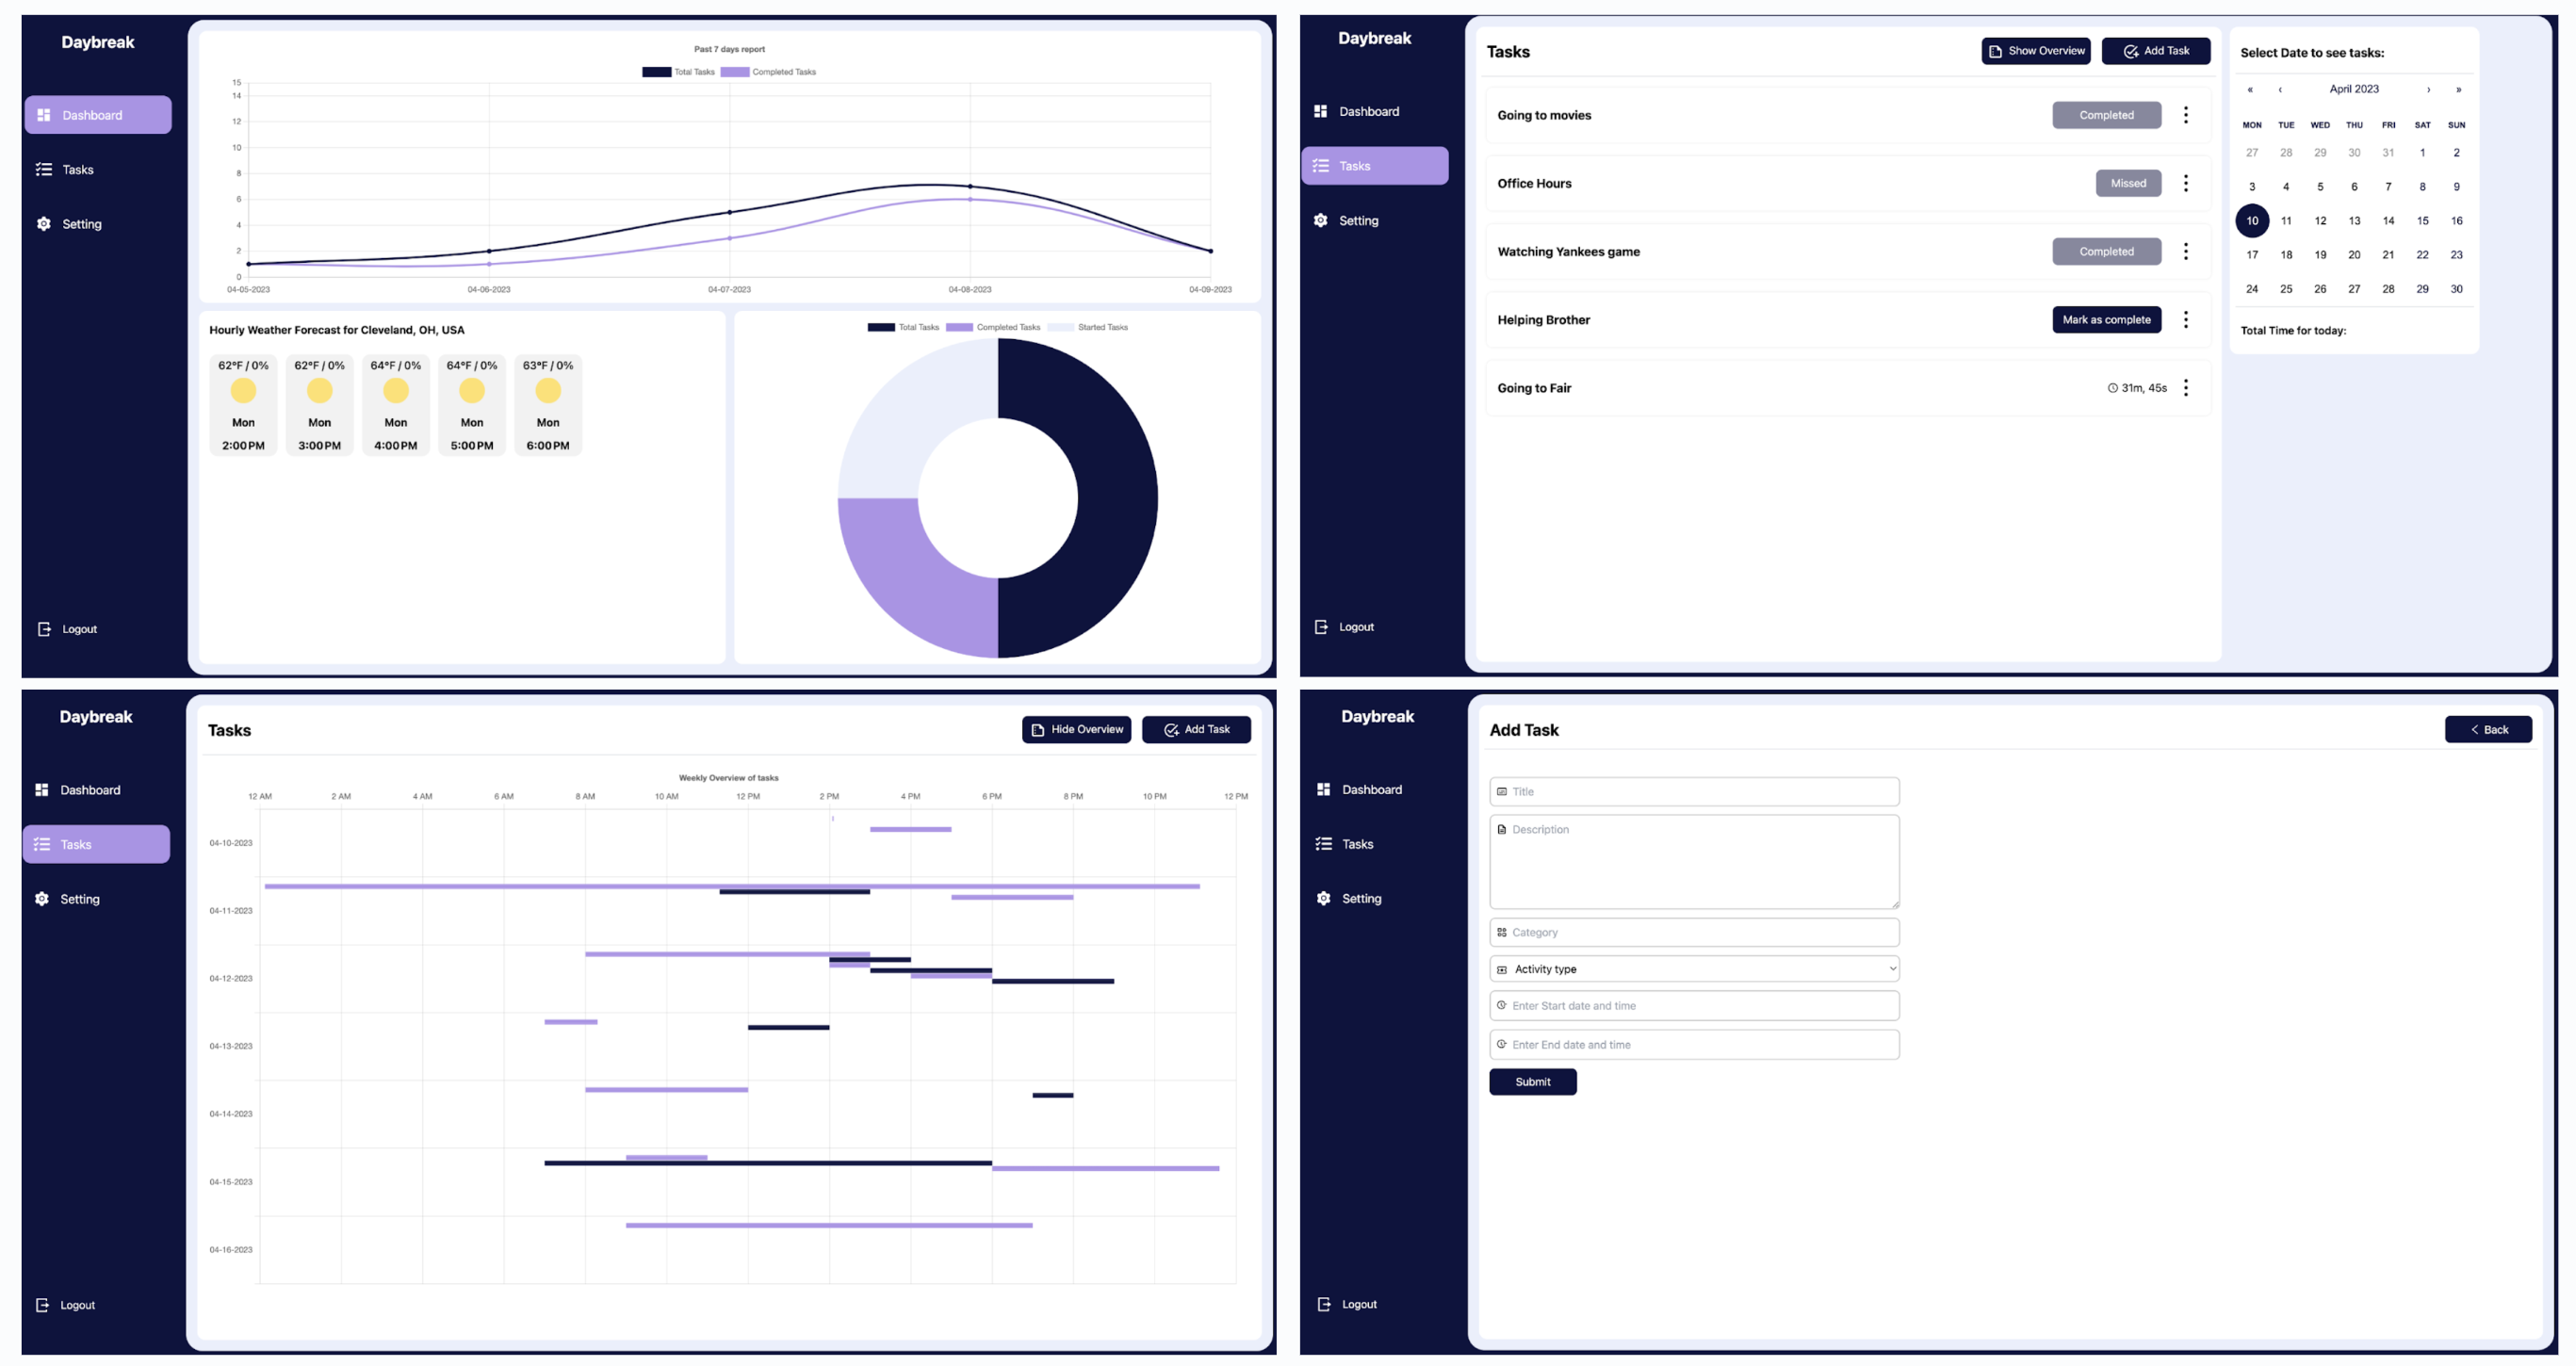 Daybreak
Dashboard
Tasks
Setting
Logout
Past 7 days report
Total Tasks Completed Tasks
15
14
12
10
8
6
4
2
0
04-05-2023 04-06-2023 04-07-2023 04-08-2023 04-09-2023
Hourly Weather Forecast for Cleveland, OH, USA
62°F / 0% 62°F / 0% 64°F / 0% 64°F / 0% 63°F / 0%
Mon Mon Mon Mon Mon
2:00PM 3:00PM 4:00PM 5:00PM 6:00PM
Total Tasks Completed Tasks Started Tasks
Daybreak
Dashboard
Tasks
Setting
Logout
Tasks Show Overview Add Task
Going to movies Completed
Office Hours Missed
Watching Yankees game Completed
Helping Brother Mark as complete
Going to Fair 31m, 45s
Select Date to see tasks:
« ‹ April 2023 › »
MON TUE WED THU FRI SAT SUN
27 28 29 30 31 1 2
3 4 5 6 7 8 9
10 11 12 13 14 15 16
17 18 19 20 21 22 23
24 25 26 27 28 29 30
Total Time for today:
Daybreak
Dashboard
Tasks
Setting
Logout
Tasks Hide Overview Add Task
Weekly Overview of tasks
12 AM 2 AM 4 AM 6 AM 8 AM 10 AM 12 PM 2 PM 4 PM 6 PM 8 PM 10 PM 12 PM
04-10-2023
04-11-2023
04-12-2023
04-13-2023
04-14-2023
04-15-2023
04-16-2023
Daybreak
Dashboard
Tasks
Setting
Logout
Add Task < Back
Title
Description
Category
Activity type
Enter Start date and time
Enter End date and time
Submit